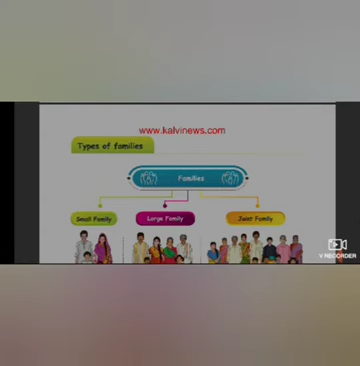 www.kalvinews.com
Types of families
Families
Small Family
Large Family
Joint Family
V RECORDER